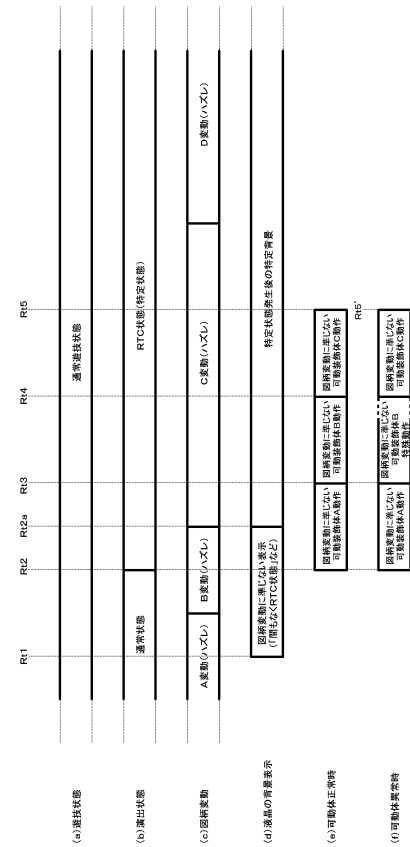 Rt1
Rt2
Rt2a
Rt3
Rt4
Rt5
(a)遊技状態
通常遊技状態
(b)演出状態
通常状態
RTC状態(特定状態)
(c)図柄変動
A変動(ハズレ)
B変動(ハズレ)
C変動(ハズレ)
D変動(ハズレ)
(d)液晶の背景表示
図柄変動に準じない表示
(「間もなくRTC状態」など)
特定状態発生後の特定背景
(e)可動体正常時
図柄変動に準じない
可動装飾体A動作
図柄変動に準じない
可動装飾体B動作
図柄変動に準じない
可動装飾体C動作
Rt5'
(f)可動体異常時
図柄変動に準じない
可動装飾体A動作
図柄変動に準じない
可動装飾体B
特殊動作
図柄変動に準じない
可動装飾体C動作